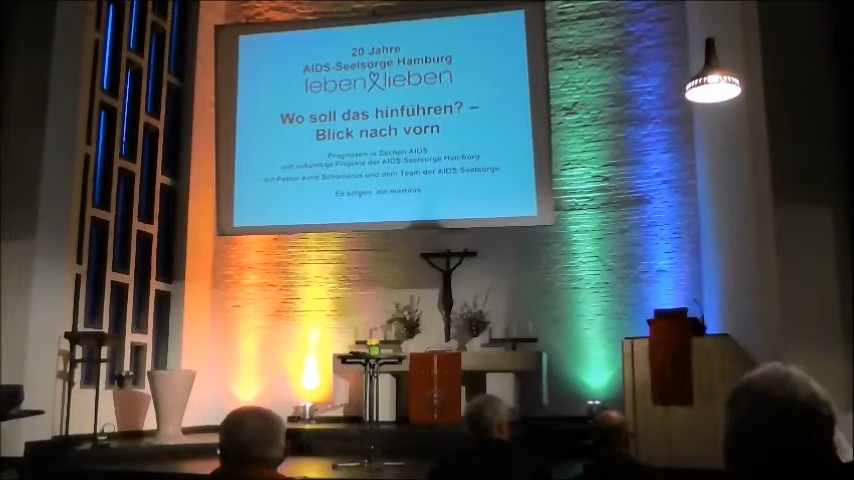 20 Jahre
AIDS-Seelsorge Hamburg
leben lieben
Wo soll das hinführen? –
Blick nach vorn
Prognosen in Sachen AIDS
und zukünftige Projekte der AIDS-Seelsorge Hamburg
mit Pastor Arnd Schomerus und dem Team der AIDS-Seelsorge
Es singen „die martinis“